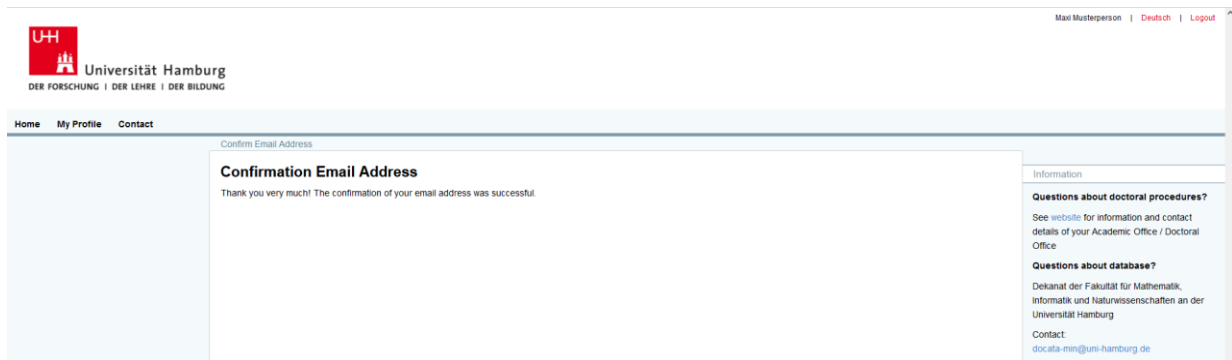 Maxi Musterperson | Deutsch | Logout
UH
Universität Hamburg
DER FORSCHUNG | DER LEHRE | DER BILDUNG
Home My Profile Contact
Confirm Email Address
Confirmation Email Address
Thank you very much! The confirmation of your email address was successful.
Information
Questions about doctoral procedures?
See website for information and contact
details of your Academic Office / Doctoral
Office
Questions about database?
Dekanat der Fakultät für Mathematik,
Informatik und Naturwissenschaften an der
Universität Hamburg
Contact:
docata-min@uni-hamburg.de